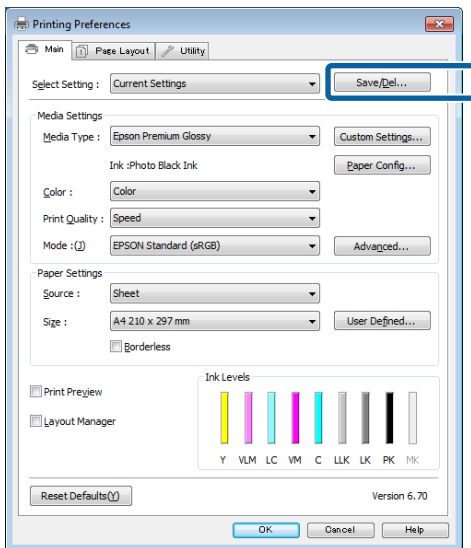 Printing Preferences
Main Page Layout Utility
Select Setting : Current Settings Save/Del...
Media Settings
Media Type : Epson Premium Glossy Custom Settings...
Ink :Photo Black Ink Paper Config...
Color : Color
Print Quality : Speed
Mode :(J) EPSON Standard (sRGB) Advanced...
Paper Settings
Source : Sheet
Size : A4 210 x 297 mm User Defined...
Borderless
Ink Levels
Print Preview
Layout Manager
Y VLM LC VM C LLK LK PK MK
Reset Defaults(Y) Version 6.70
OK Cancel Help